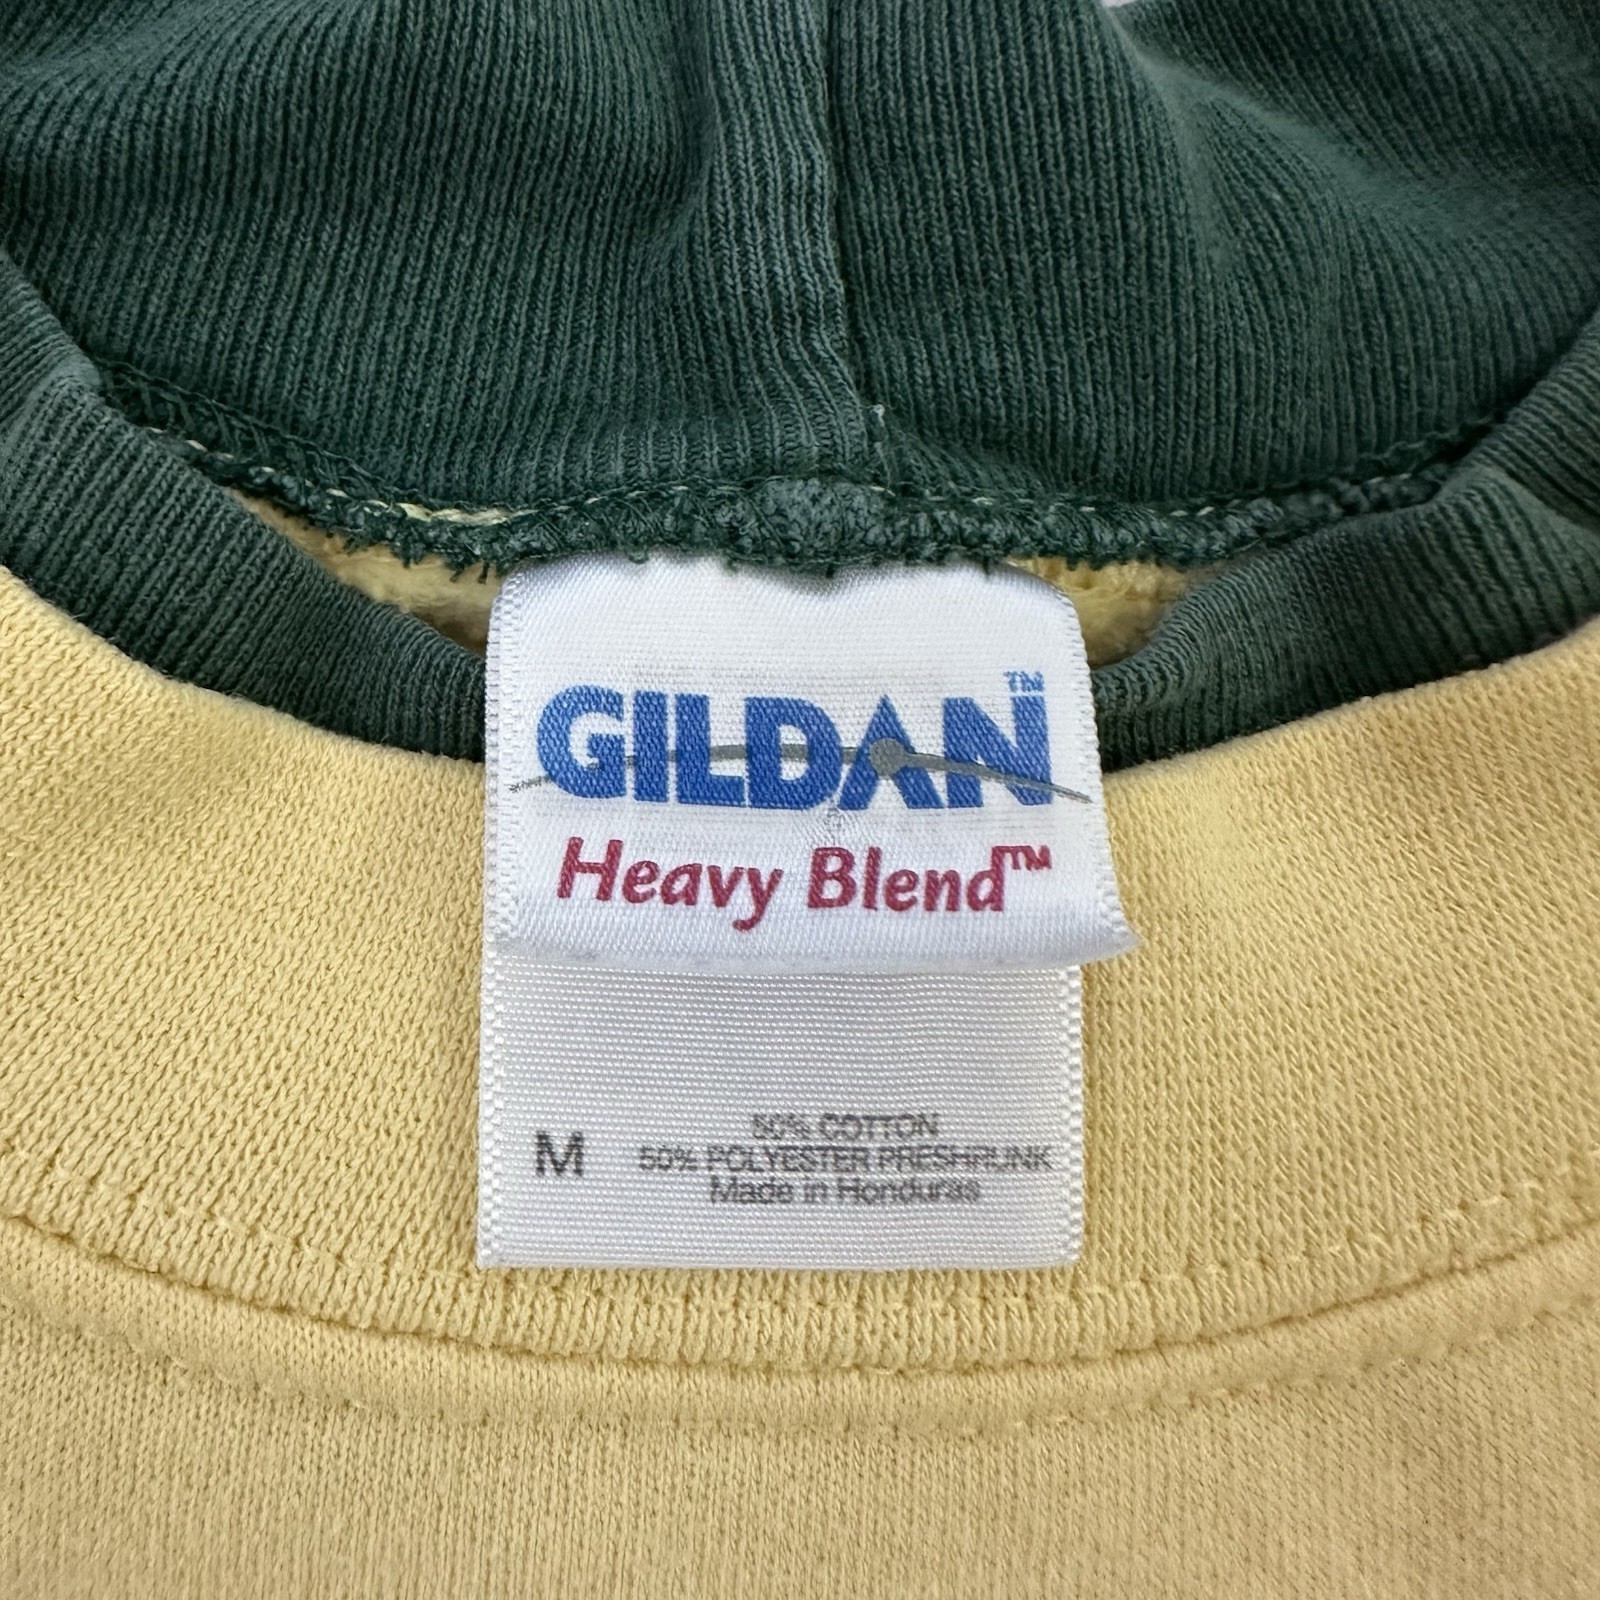 GILDAN™
Heavy Blend™
M
50% COTTON
50% POLYESTER PRESHRUNK
Made in Honduras